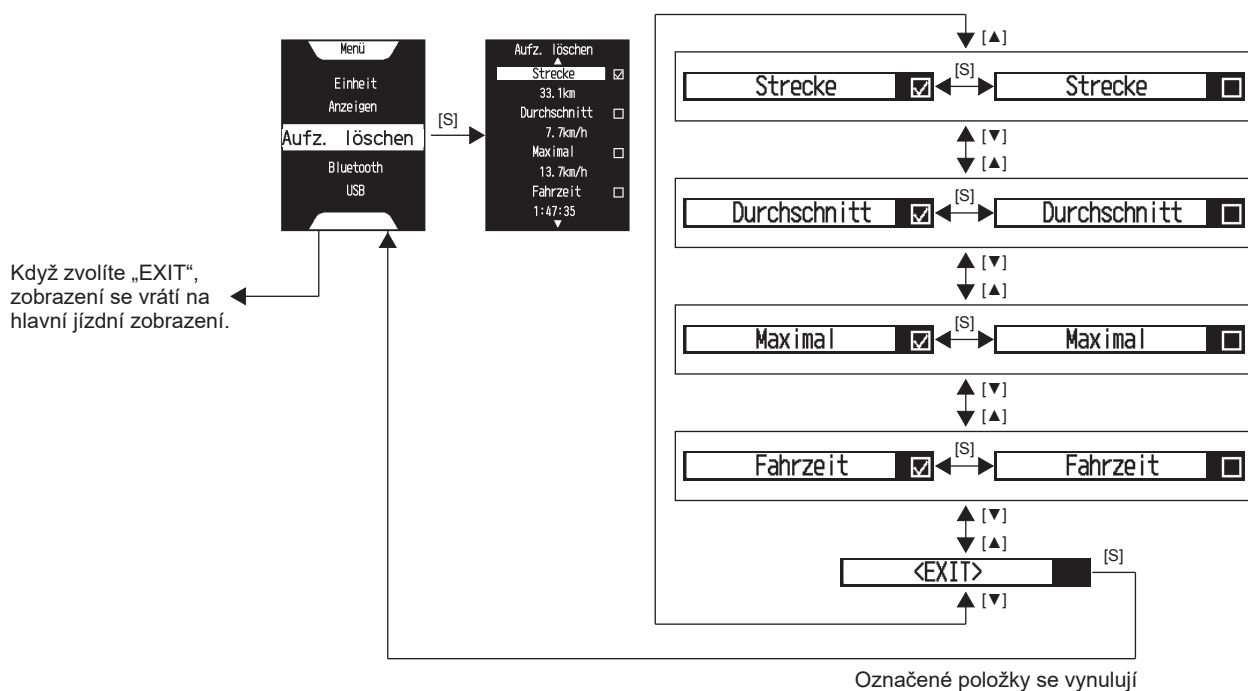 Menü
Einheit
Anzeigen
Aufz. löschen
Bluetooth
USB
[S]
Aufz. löschen
▲
Strecke ☑
33.1km
Durchschnitt ☐
7.7km/h
Maximal ☐
13.7km/h
Fahrzeit ☐
1:47:35
▼
Když zvolíte „EXIT“,
zobrazení se vrátí na
hlavní jízdní zobrazení.
[▲]
Strecke ☑ [S] Strecke ☐
[▼]
[▲]
Durchschnitt ☑ [S] Durchschnitt ☐
[▼]
[▲]
Maximal ☑ [S] Maximal ☐
[▼]
[▲]
Fahrzeit ☑ [S] Fahrzeit ☐
[▼]
[▲]
<EXIT> [S]
[▼]
Označené položky se vynulují